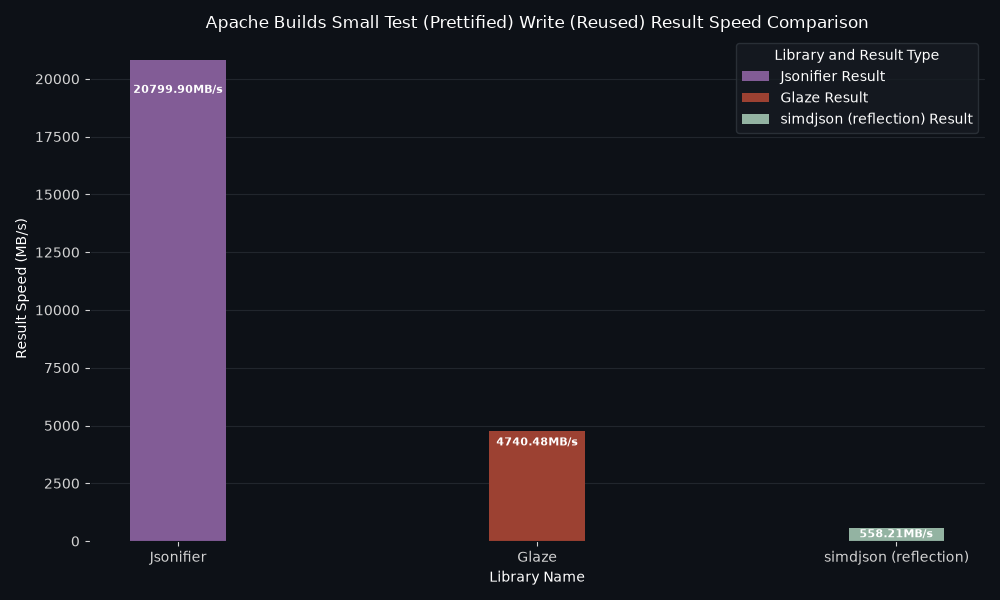 Apache Builds Small Test (Prettified) Write (Reused) Result Speed Comparison
Library and Result Type
Jsonifier Result
Glaze Result
simdjson (reflection) Result
Result Speed (MB/s)
20000
17500
15000
12500
10000
7500
5000
2500
0
20799.90MB/s
4740.48MB/s
558.21MB/s
Jsonifier
Glaze
simdjson (reflection)
Library Name